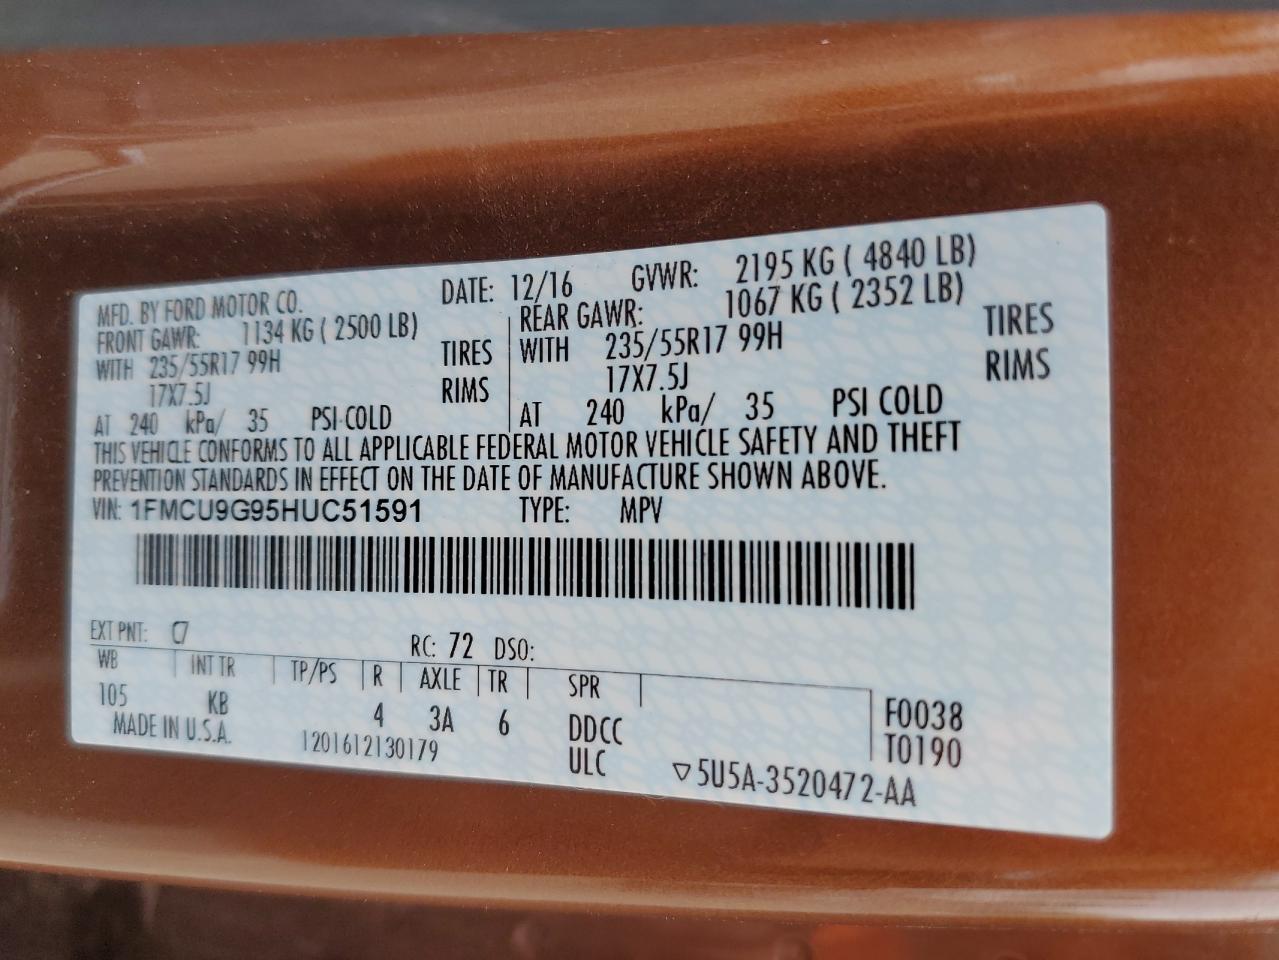 MFD. BY FORD MOTOR CO. DATE: 12/16 GVWR: 2195 KG ( 4840 LB)
FRONT GAWR: 1134 KG ( 2500 LB) REAR GAWR: 1067 KG ( 2352 LB)
WITH 235/55R17 99H TIRES WITH 235/55R17 99H TIRES
17X7.5J RIMS 17X7.5J RIMS
AT 240 kPa/ 35 PSI COLD AT 240 kPa/ 35 PSI COLD
THIS VEHICLE CONFORMS TO ALL APPLICABLE FEDERAL MOTOR VEHICLE SAFETY AND THEFT
PREVENTION STANDARDS IN EFFECT ON THE DATE OF MANUFACTURE SHOWN ABOVE.
VIN: 1FMCU9G95HUC51591 TYPE: MPV
EXT PNT: C7 RC: 72 DSO:
WB INT TR TP/PS R AXLE TR SPR
105 KB 4 3A 6 DDCC F0038
MADE IN U.S.A. 1201612130179 ULC T0190
▽5U5A-3520472-AA